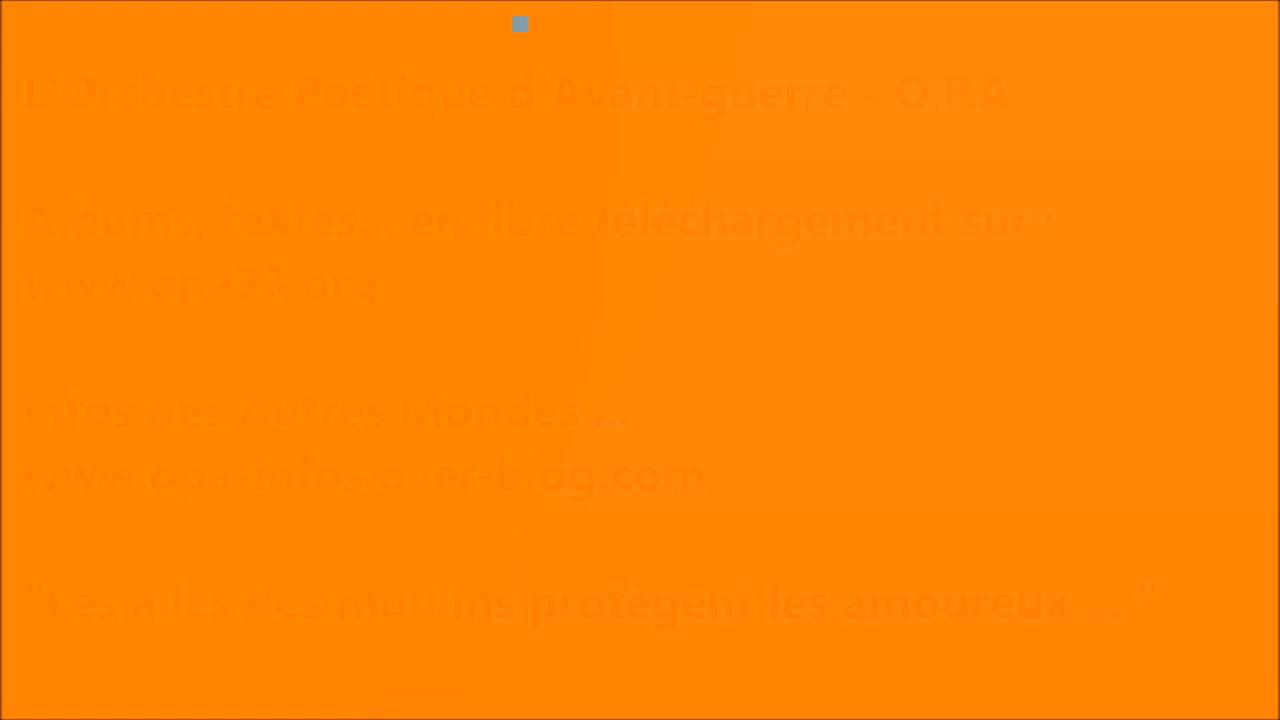 L'Orchestre Poétique d'Avant-guerre - O.P.A
Albums, textes... en libre téléchargement sur :
www.opa33.org
infos des Autres Mondes ...
www.opa-infos.over-blog.com
"Les ailes des moulins protègent les amoureux ... "